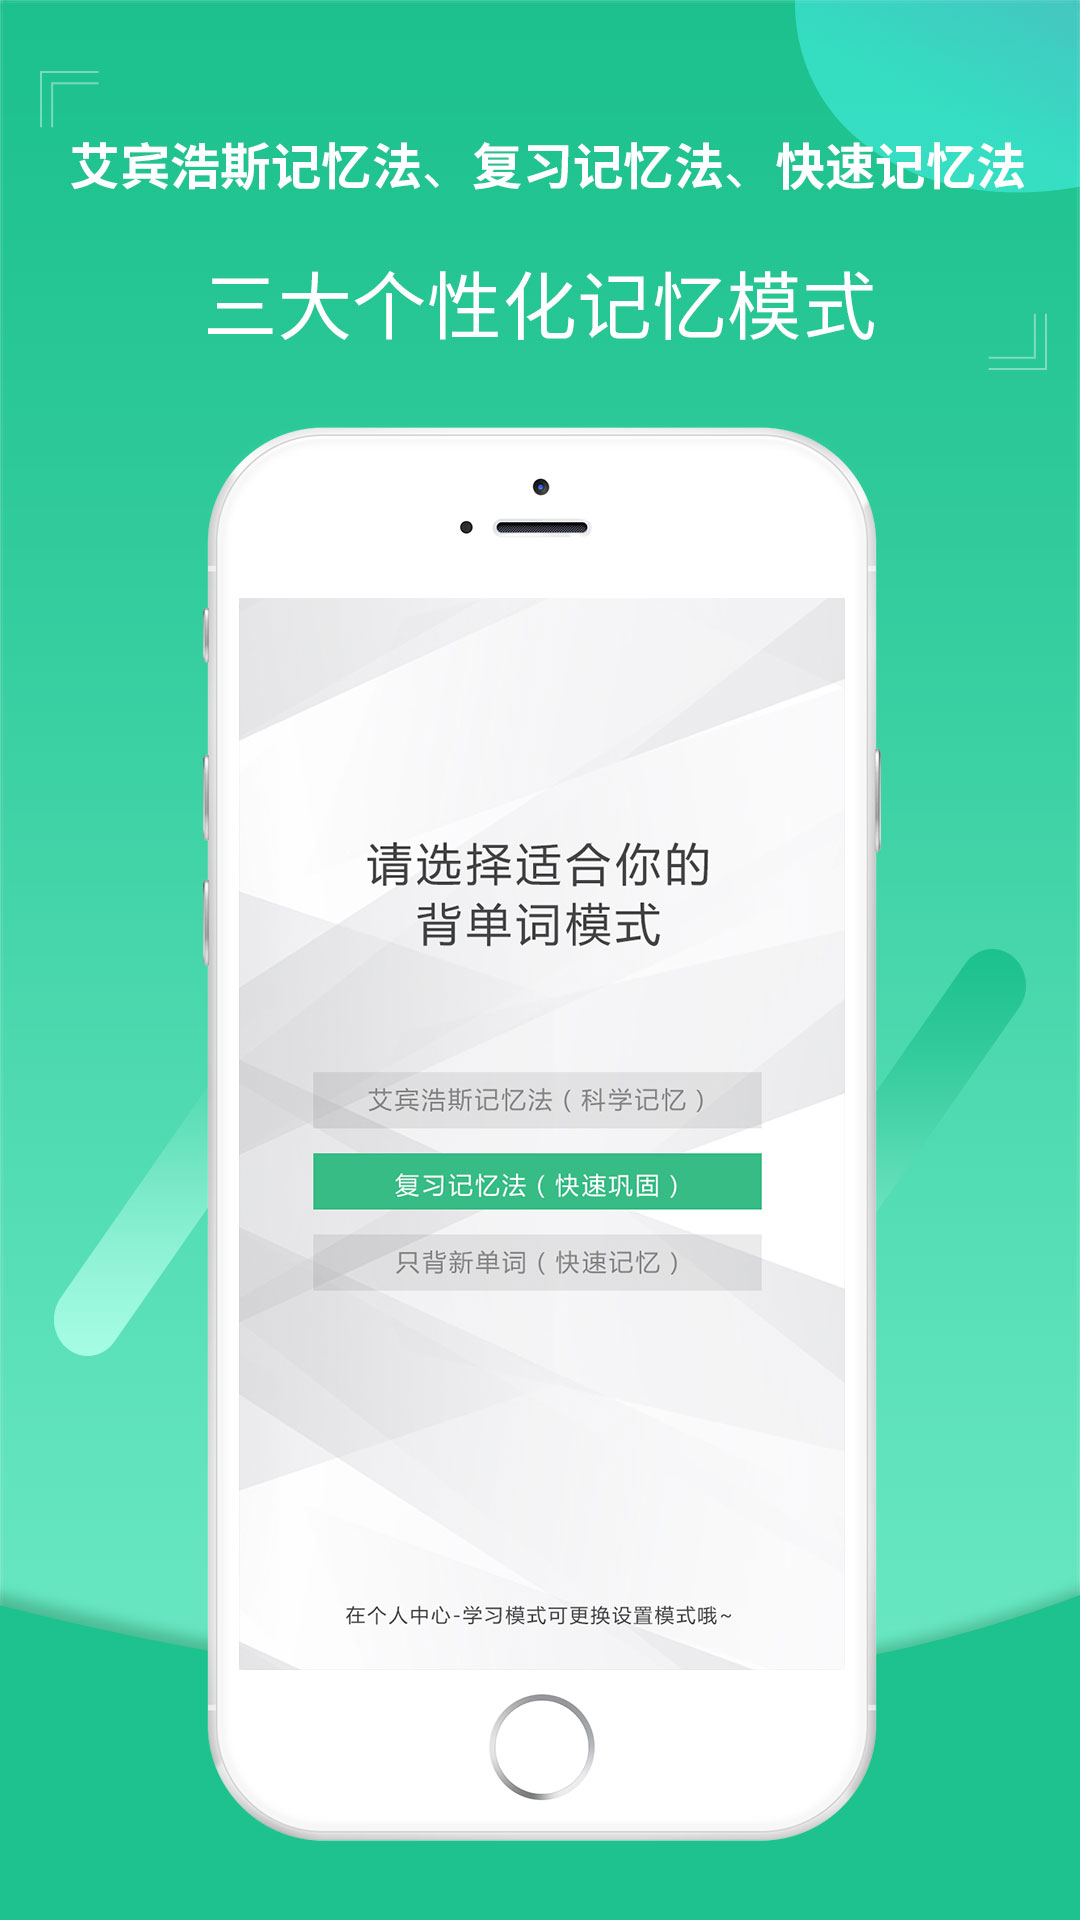 艾宾浩斯记忆法、复习记忆法、快速记忆法
三大个性化记忆模式
请选择适合你的
背单词模式
艾宾浩斯记忆法（科学记忆）
复习记忆法（快速巩固）
只背新单词（快速记忆）
在个人中心-学习模式可更换设置模式哦~